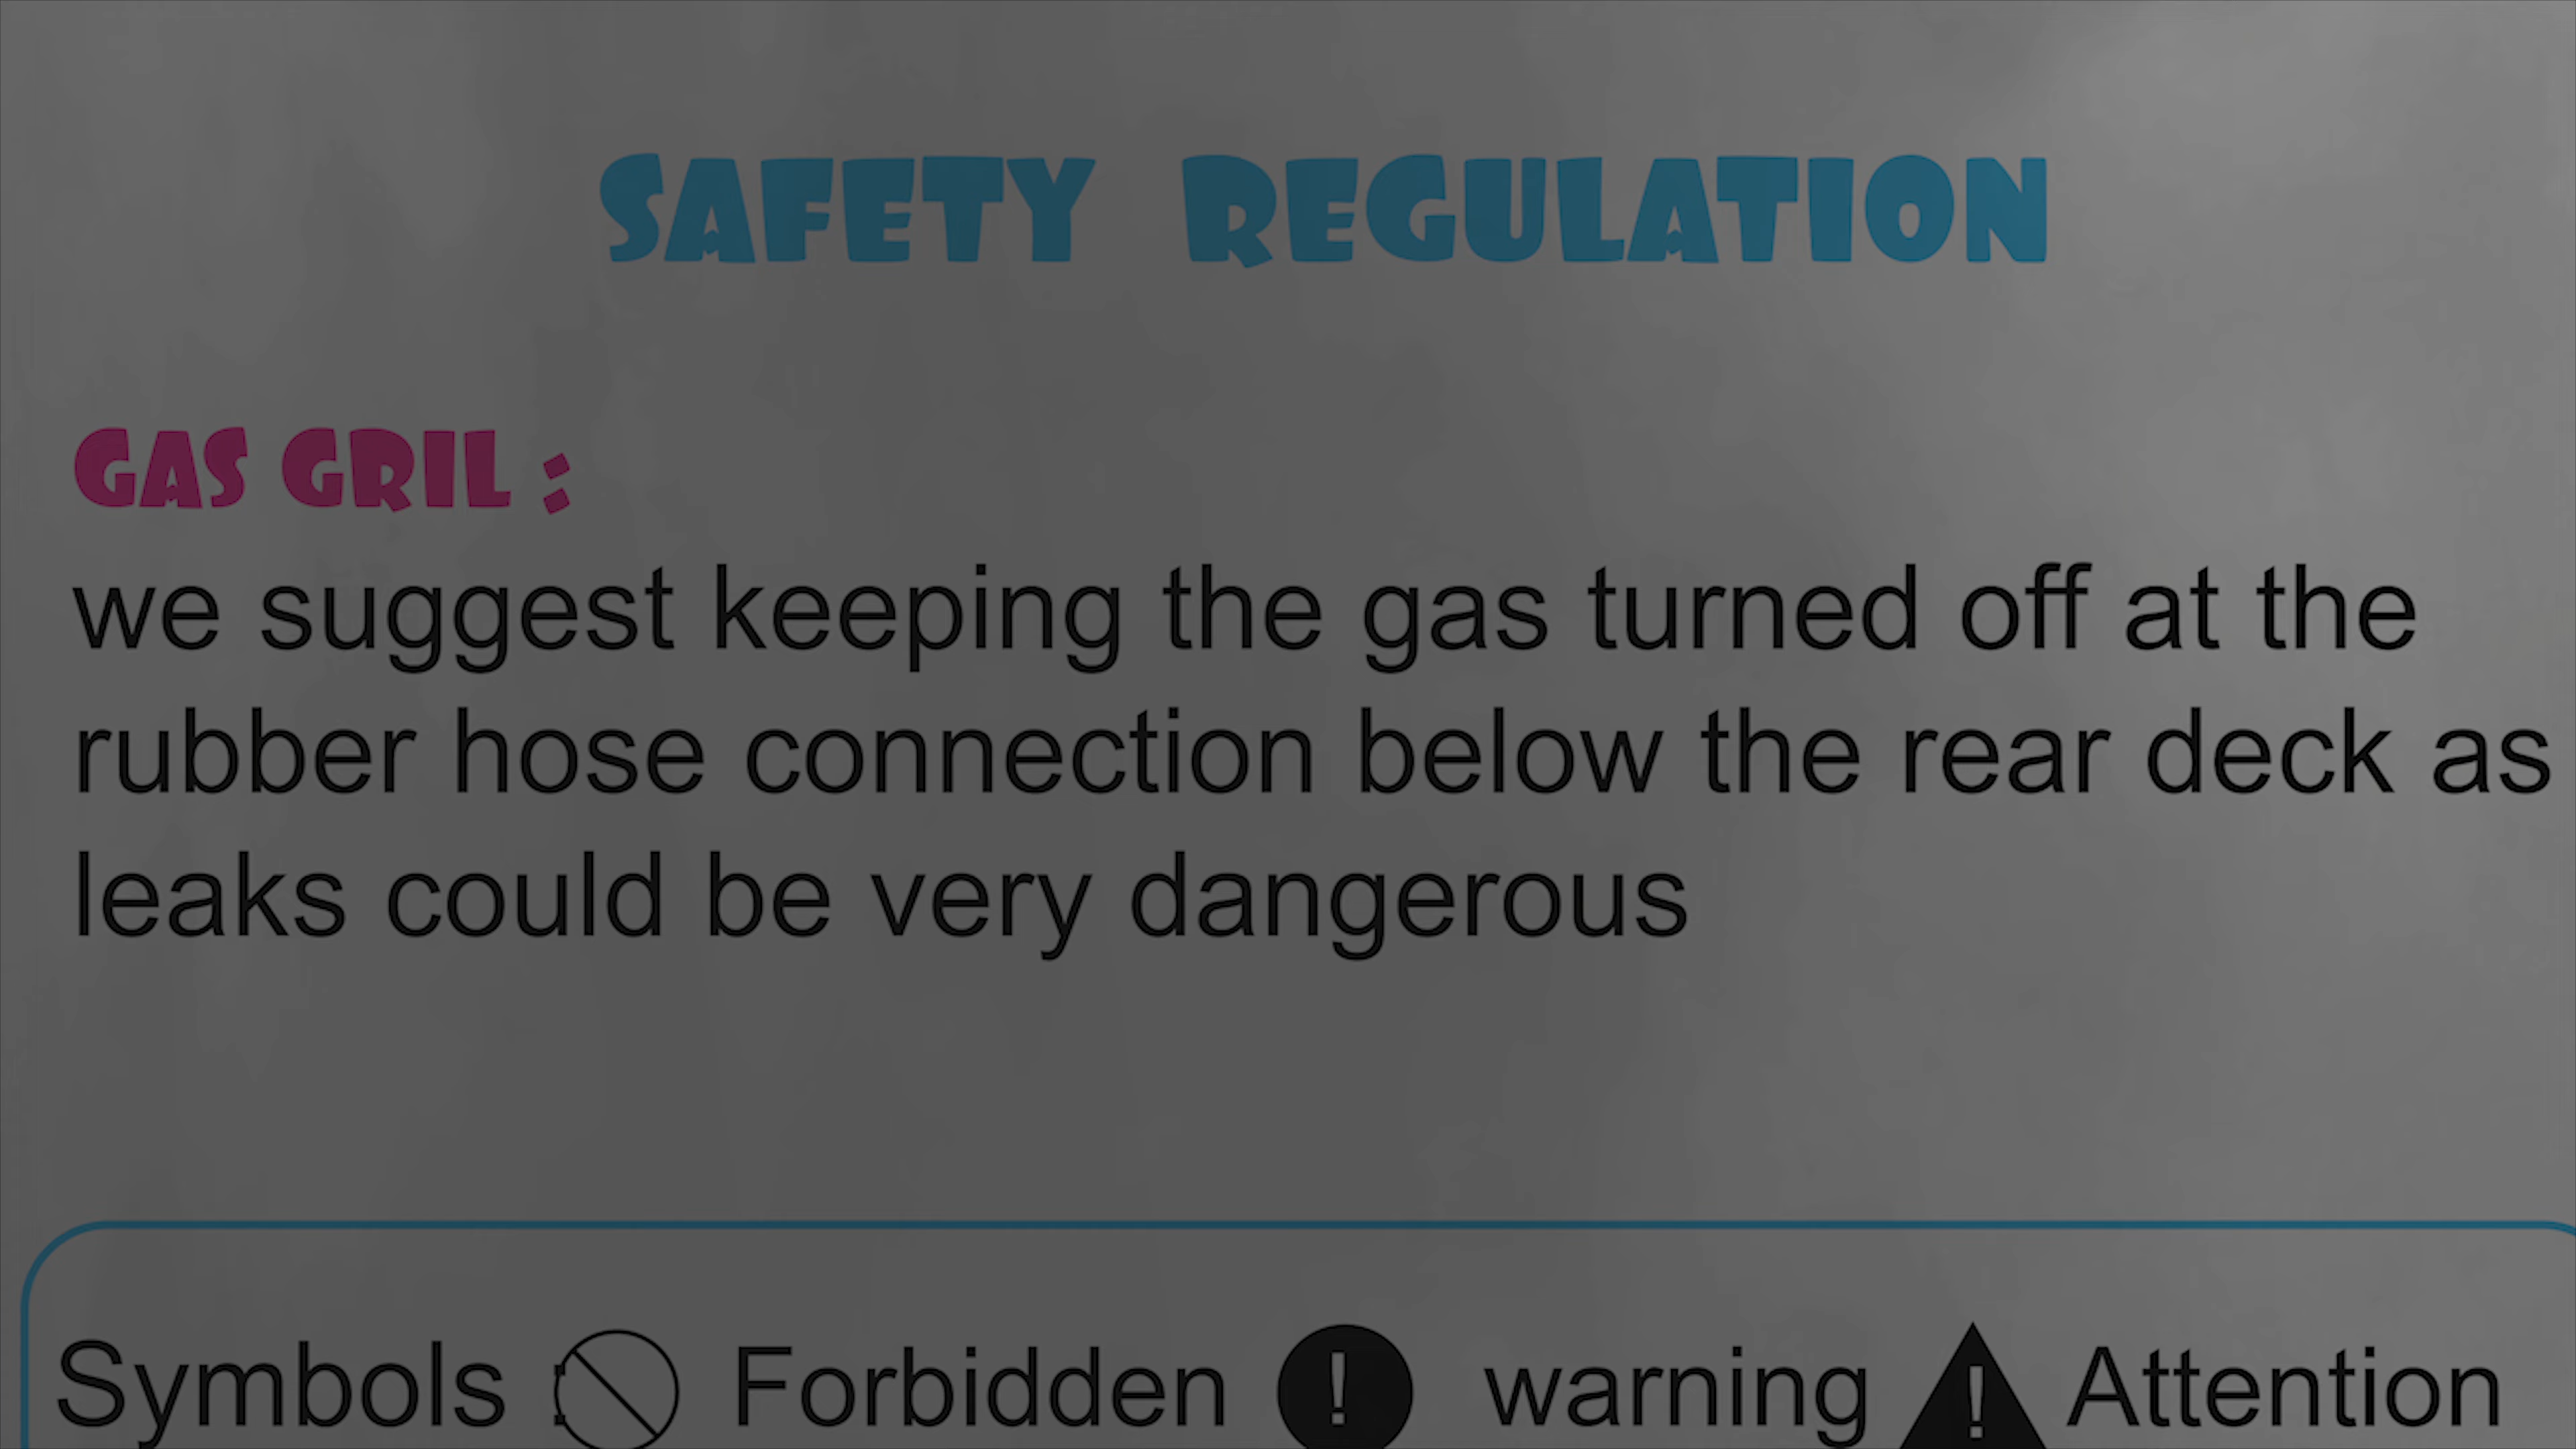 SAFETY REGULATION
GAS GRIL :
we suggest keeping the gas turned off at the
rubber hose connection below the rear deck as
leaks could be very dangerous
Symbols : Forbidden ! warning ! Attention